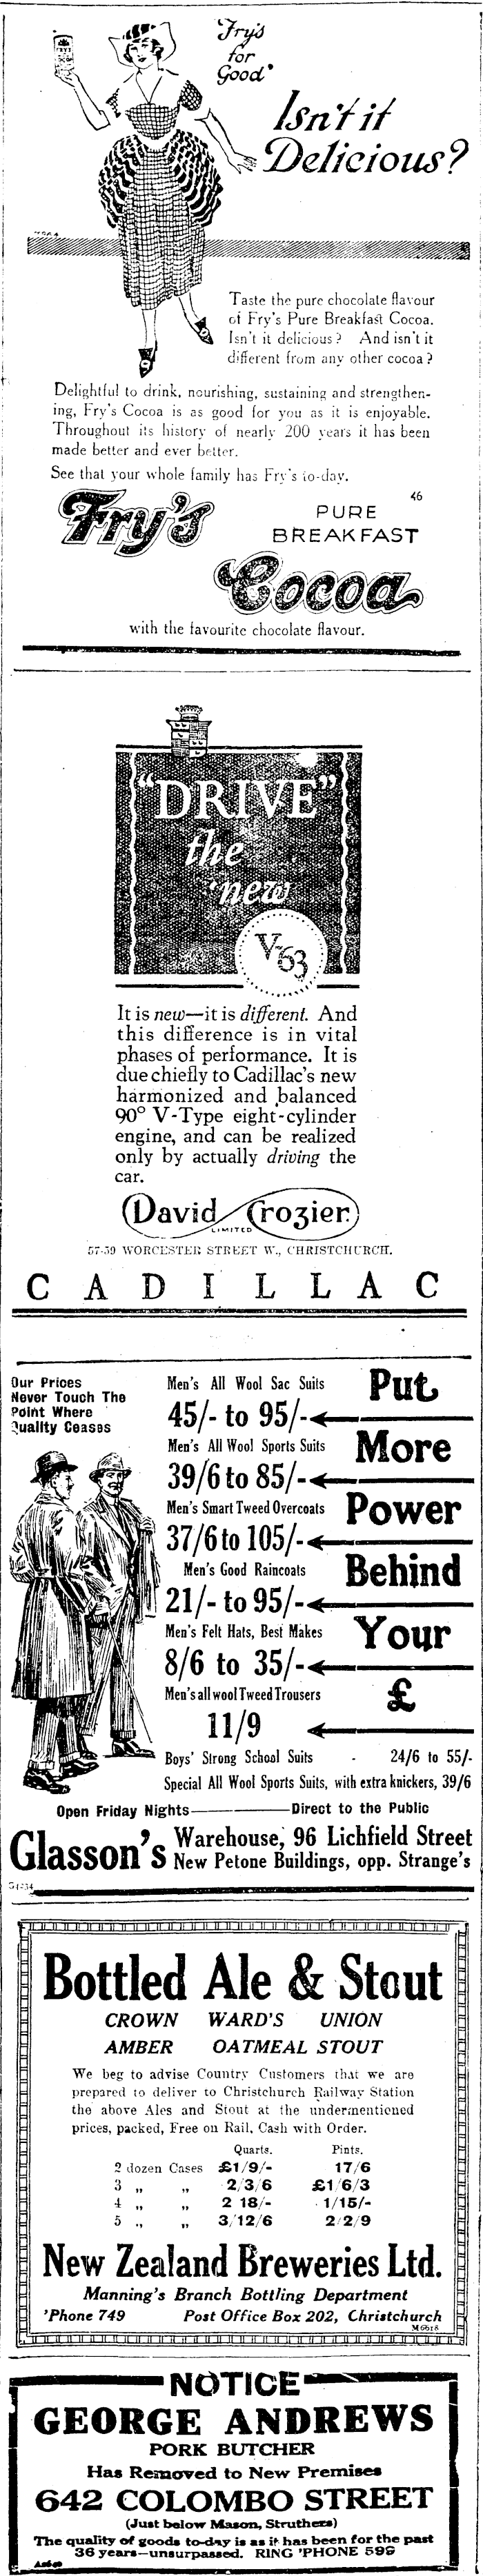 Fry's
for
Good"
Isn't it
Delicious?
Taste the pure chocolate flavour
of Fry's Pure Breakfast Cocoa.
Isn't it delicious? And isn't it
different from any other cocoa?
Delightful to drink, nourishing, sustaining and strengthen-
ing, Fry's Cocoa is as good for you as it is enjoyable.
Throughout its history of nearly 200 years it has been
made better and ever better.
See that your whole family has Fry's to-day.
46
Fry's
PURE
BREAKFAST
Cocoa
with the favourite chocolate flavour.
"DRIVE"
the
new
V-63
It is new—it is different. And
this difference is in vital
phases of performance. It is
due chiefly to Cadillac's new
harmonized and balanced
90° V-Type eight-cylinder
engine, and can be realized
only by actually driving the
car.
David Crozier
LIMITED
57-59 WORCESTER STREET W., CHRISTCHURCH.
CADILLAC
Our Prices
Never Touch The
Point Where
Quality Ceases
Men's All Wool Sac Suits
45/- to 95/-
Men's All Wool Sports Suits
39/6 to 85/-
Men's Smart Tweed Overcoats
37/6 to 105/-
Men's Good Raincoats
21/- to 95/-
Men's Felt Hats, Best Makes
8/6 to 35/-
Men's all wool Tweed Trousers
11/9
Put
More
Power
Behind
Your
£
Boys' Strong School Suits - 24/6 to 55/-
Special All Wool Sports Suits, with extra knickers, 39/6
Open Friday Nights———Direct to the Public
Glasson's Warehouse, 96 Lichfield Street
New Petone Buildings, opp. Strange's
Bottled Ale & Stout
CROWN WARD'S UNION
AMBER OATMEAL STOUT
We beg to advise Country Customers that we are
prepared to deliver to Christchurch Railway Station
the above Ales and Stout at the undermentioned
prices, packed, Free on Rail, Cash with Order.
Quarts. Pints.
2 dozen Cases £1/9/- 17/6
3 ,, ,, 2/3/6 £1/6/3
4 ,, ,, 2 18/- 1/15/-
5 ,, ,, 3/12/6 2/2/9
New Zealand Breweries Ltd.
Manning's Branch Bottling Department
'Phone 749 Post Office Box 202, Christchurch
M6618
NOTICE
GEORGE ANDREWS
PORK BUTCHER
Has Removed to New Premises
642 COLOMBO STREET
(Just below Mason, Struthers)
The quality of goods to-day is as it has been for the past
36 years—unsurpassed. RING 'PHONE 599